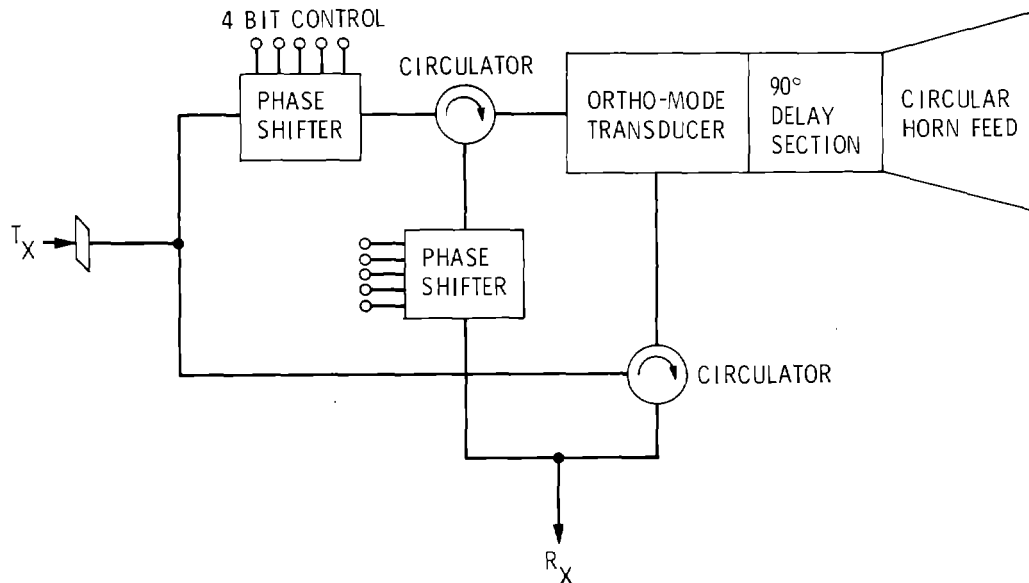 4 BIT CONTROL
PHASE
SHIFTER
CIRCULATOR
ORTHO-MODE
TRANSDUCER
90°
DELAY
SECTION
CIRCULAR
HORN FEED
TX
PHASE
SHIFTER
CIRCULATOR
RX